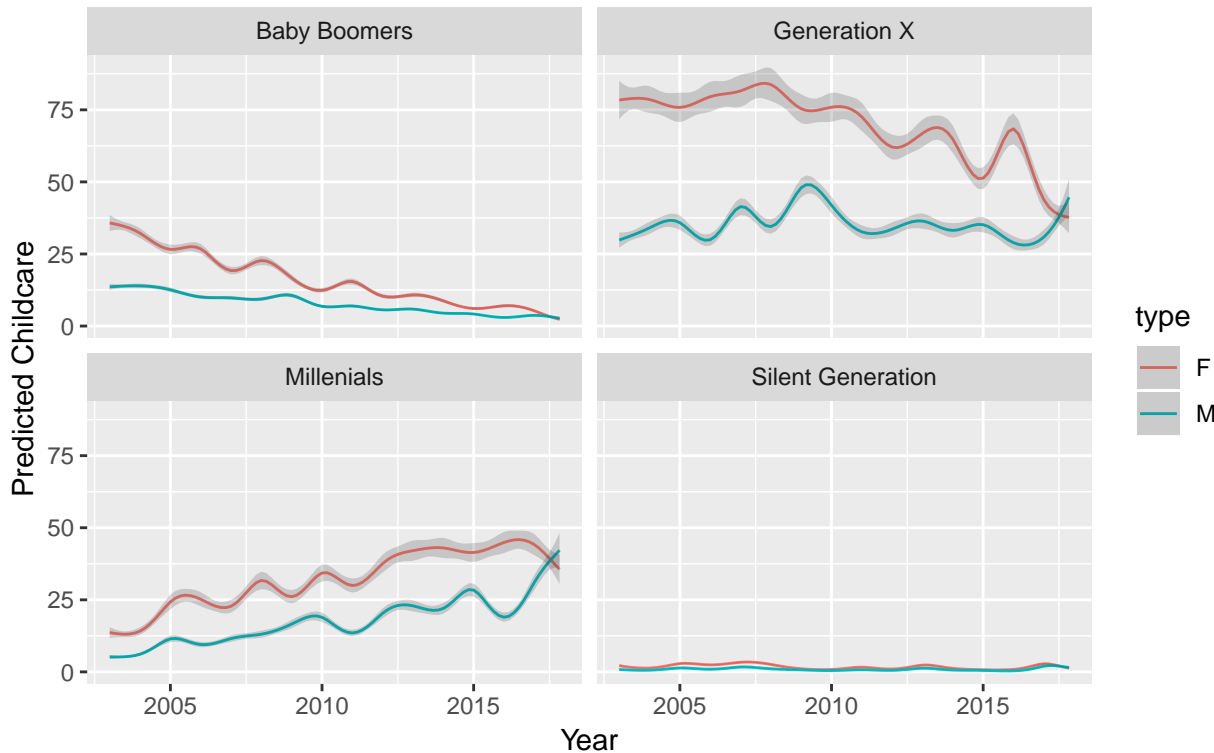 Baby Boomers
Generation X
75
50
25
0
Millenials
Silent Generation
75
50
25
0
2005
2010
2015
2005
2010
2015
Predicted Childcare
Year
type
F
M